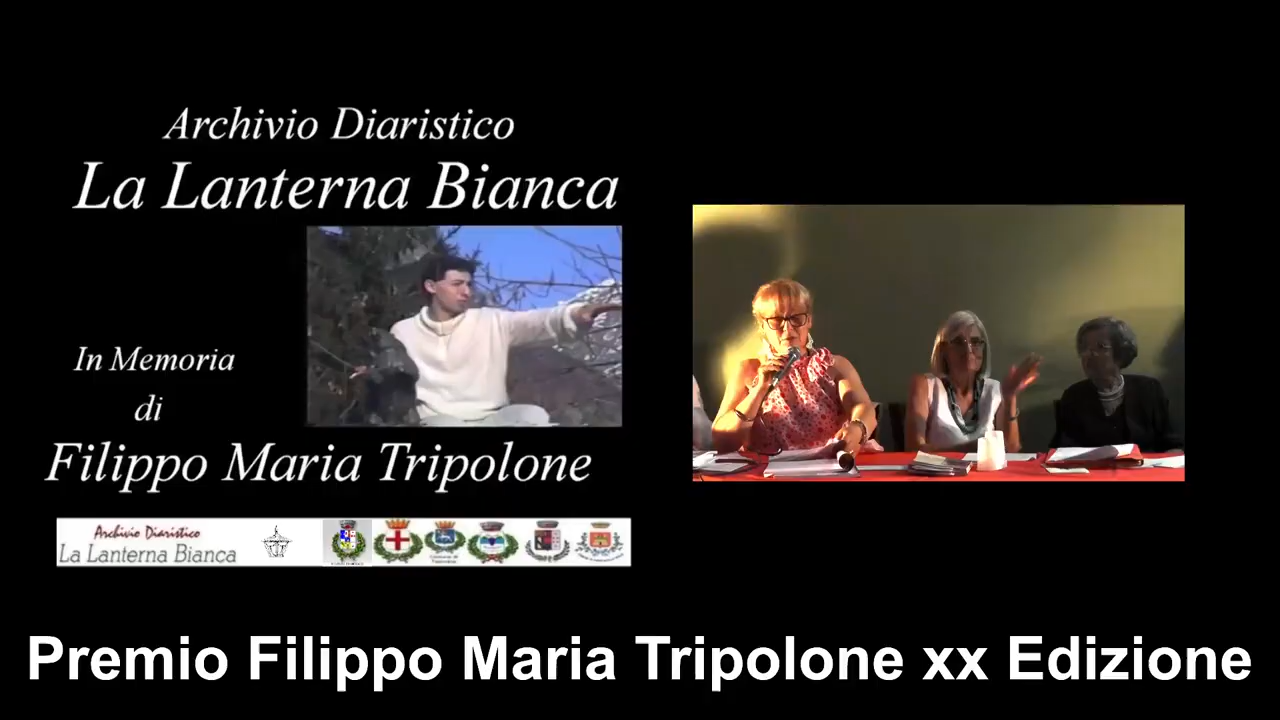 Archivio Diaristico
La Lanterna Bianca
In Memoria
di
Filippo Maria Tripolone
Archivio Diaristico
La Lanterna Bianca
Premio Filippo Maria Tripolone xx Edizione